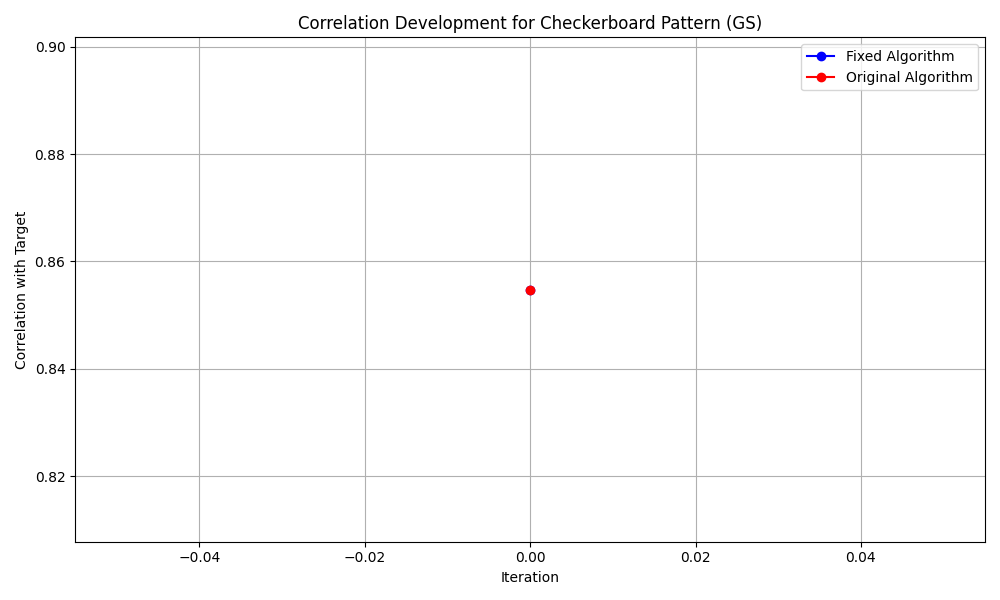 Correlation Development for Checkerboard Pattern (GS)
Fixed Algorithm
Original Algorithm
Correlation with Target
0.90
0.88
0.86
0.84
0.82
−0.04 −0.02 0.00 0.02 0.04
Iteration